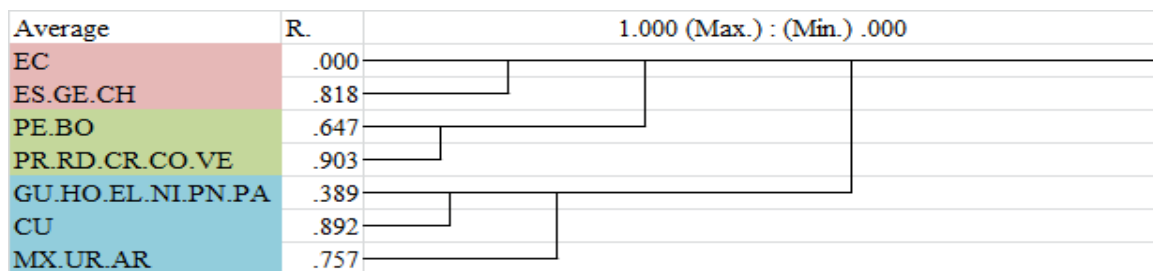 Average R. 1.000 (Max.) : (Min.) .000
EC .000
ES.GE.CH .818
PE.BO .647
PR.RD.CR.CO.VE .903
GU.HO.EL.NI.PN.PA .389
CU .892
MX.UR.AR .757